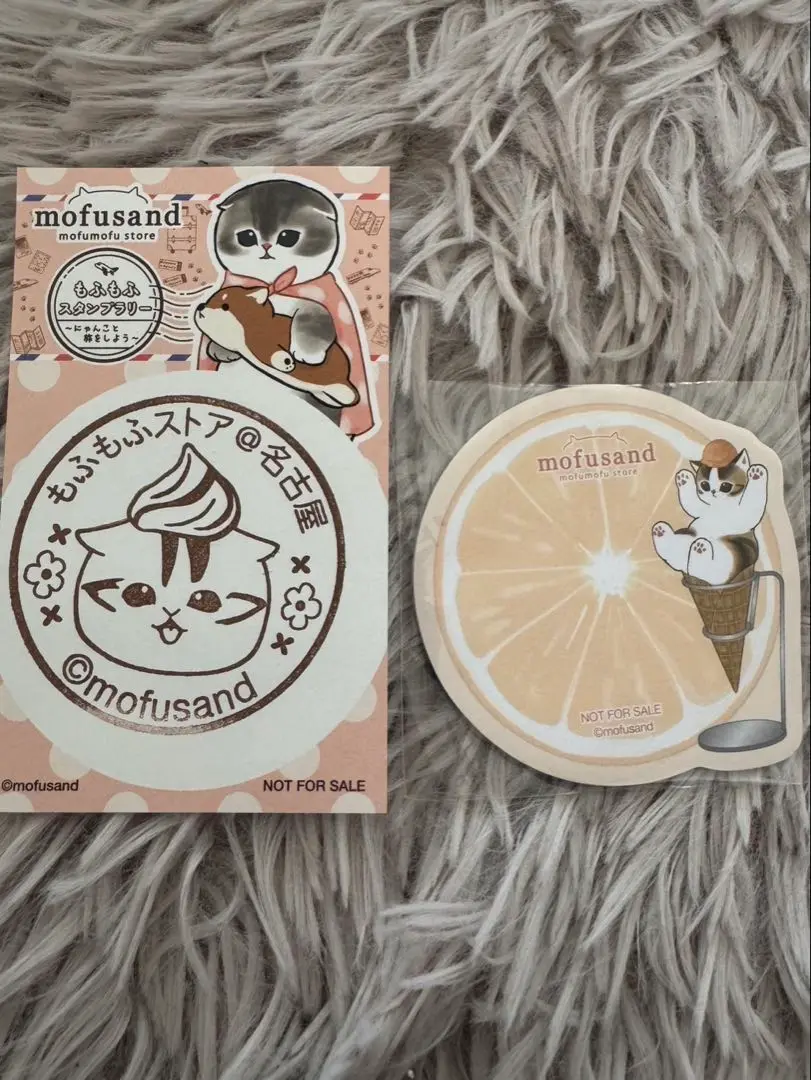 mofusand
mofumofu store
もふもふ
スタンプラリー
〜にゃんこと
旅をしよう〜
もふもふストア@名古屋
©mofusand
©mofusand
NOT FOR SALE
mofusand
mofumofu store
NOT FOR SALE
©mofusand